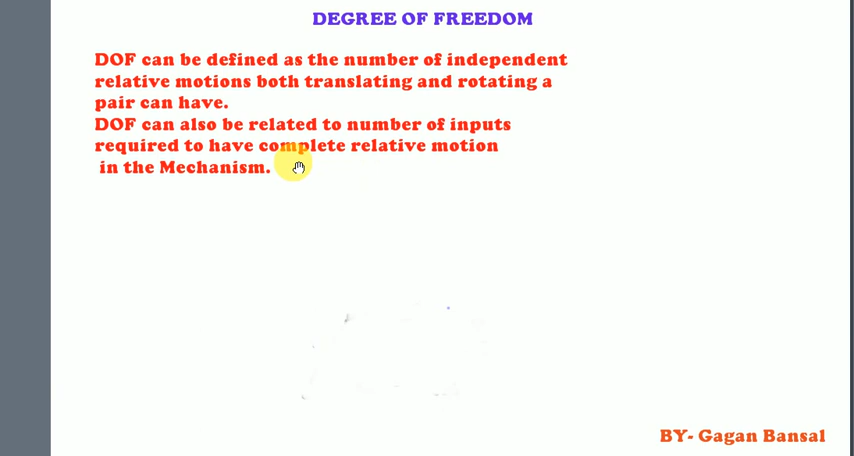 DEGREE OF FREEDOM
DOF can be defined as the number of independent
relative motions both translating and rotating a
pair can have.
DOF can also be related to number of inputs
required to have complete relative motion
in the Mechanism.
BY- Gagan Bansal